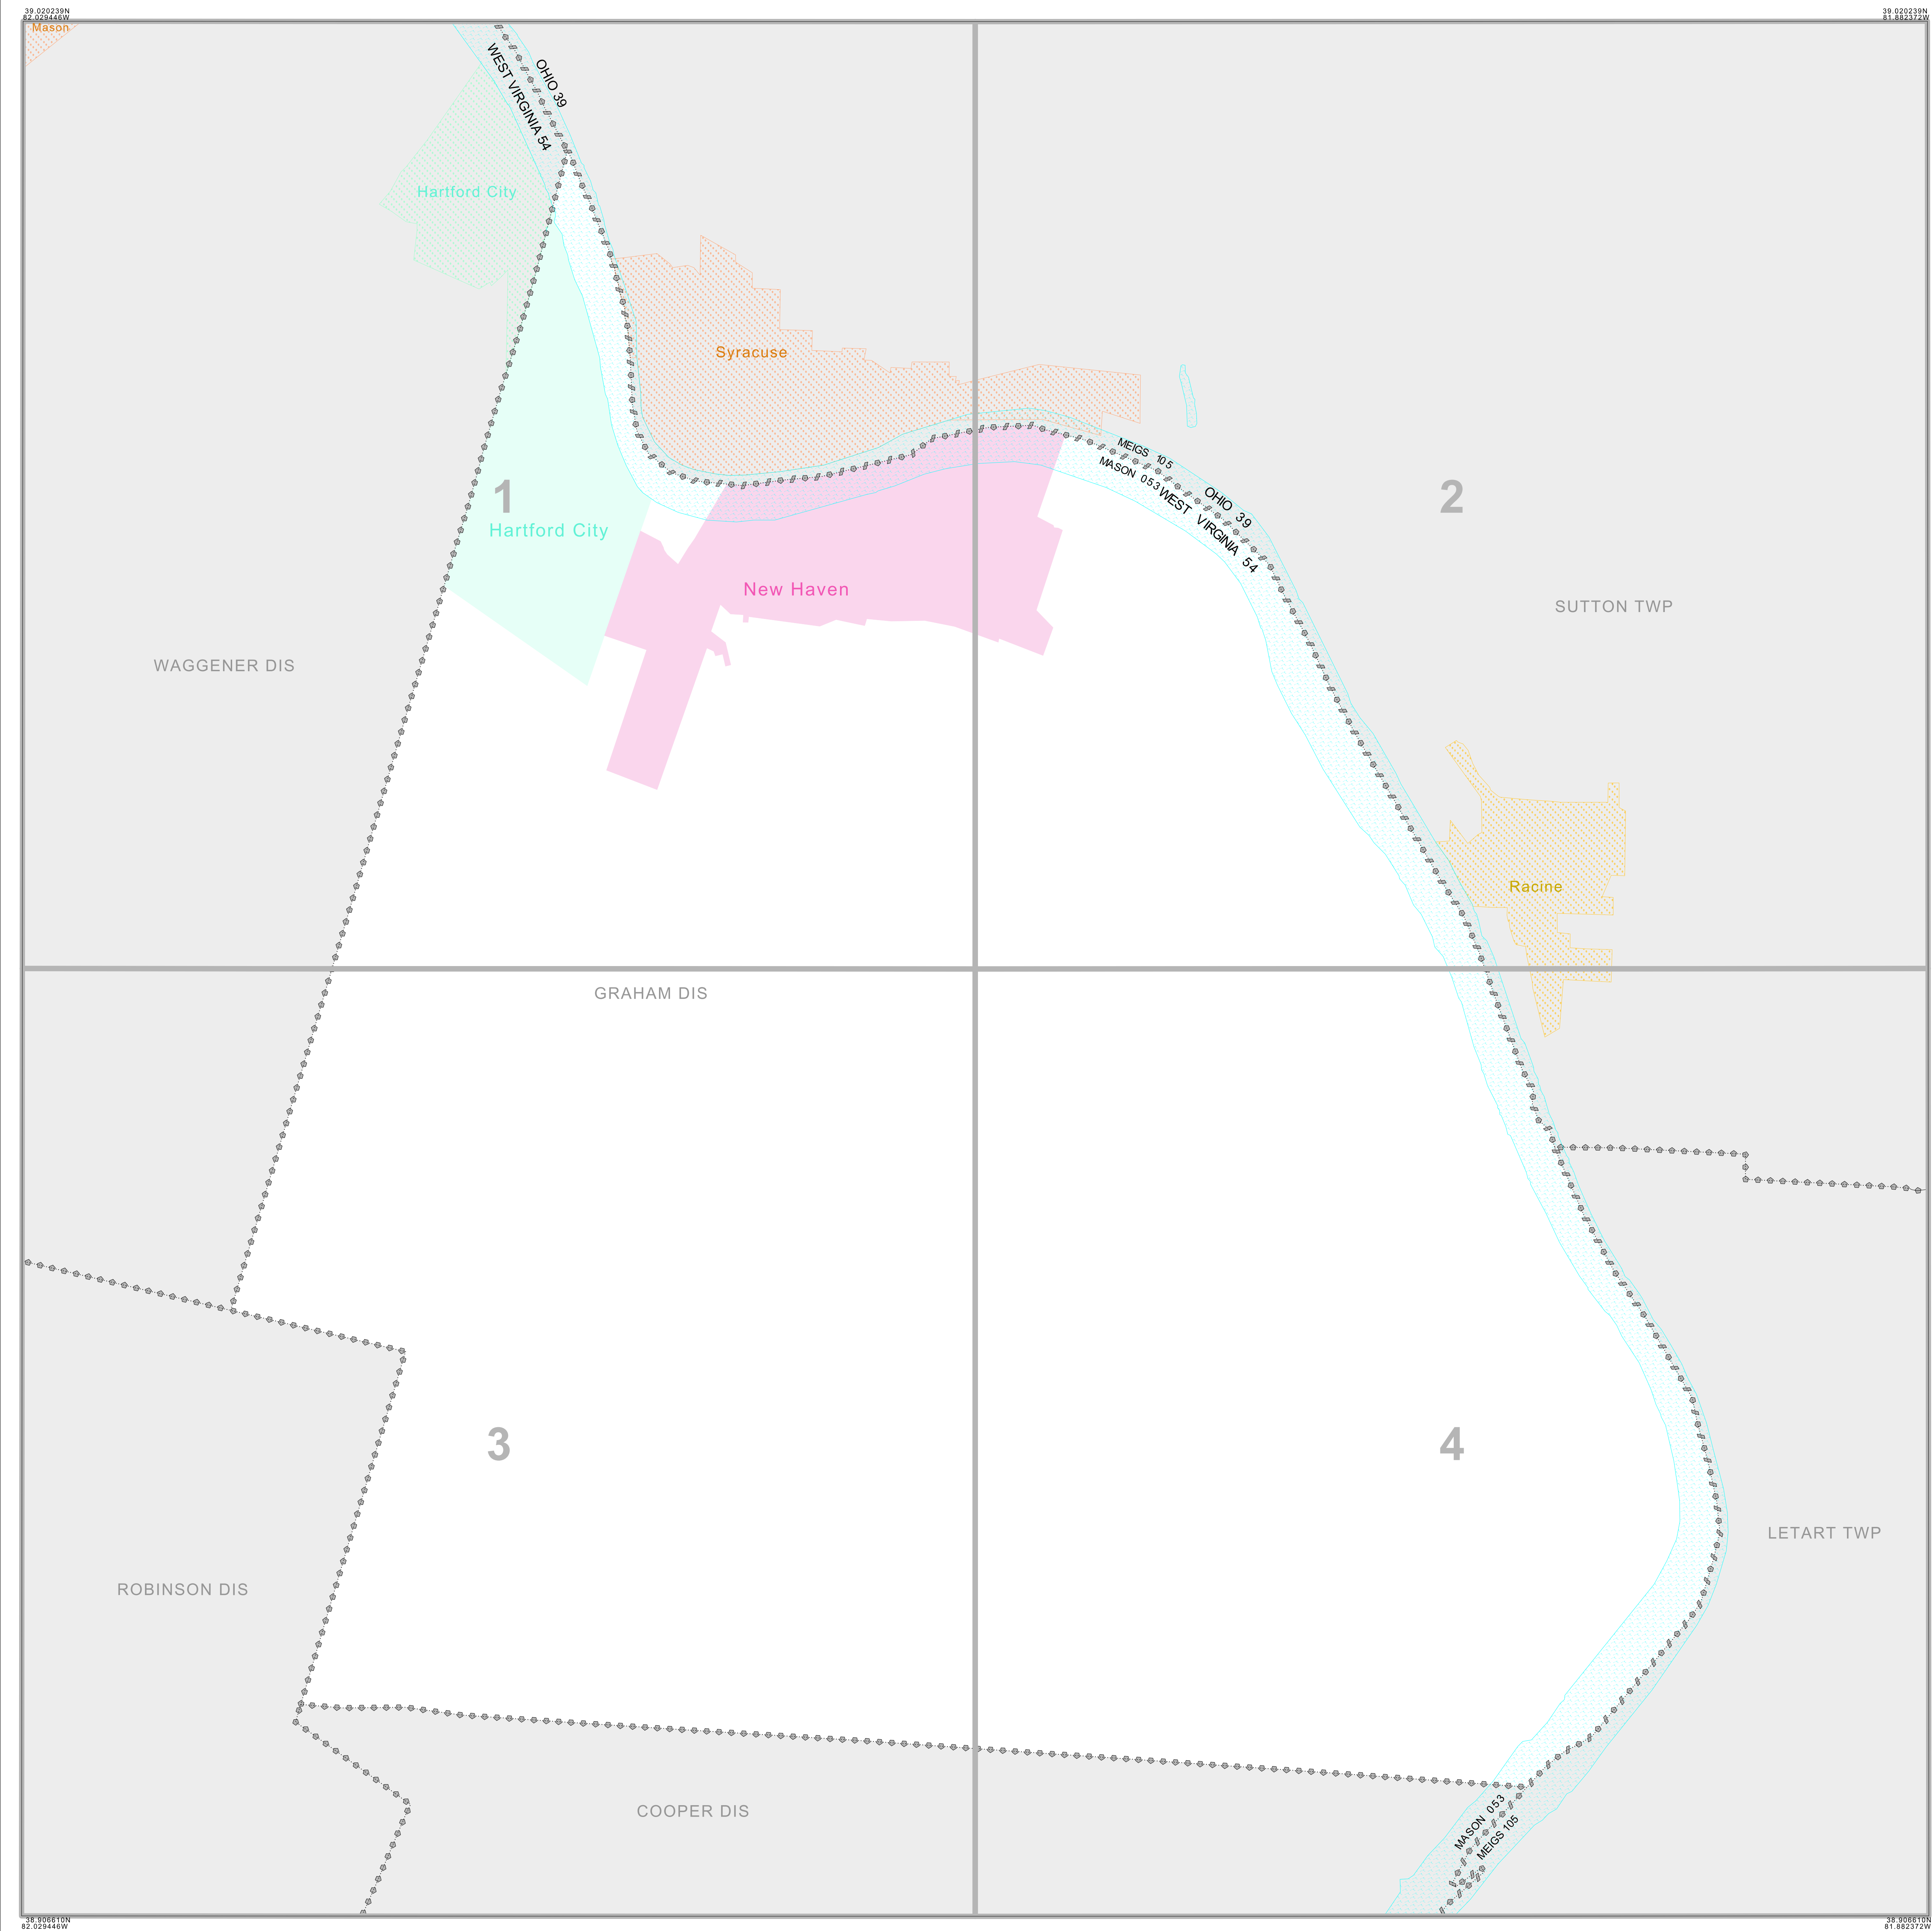 39.020239N
82.029446W
39.020239N
81.882372W
Mason
OHIO 39
WEST VIRGINIA 54
Hartford City
Syracuse
MEIGS 105
MASON 053
OHIO 39
WEST VIRGINIA 54
1
2
Hartford City
New Haven
SUTTON TWP
WAGGENER DIS
Racine
GRAHAM DIS
3
4
LETART TWP
ROBINSON DIS
COOPER DIS
MASON 053
MEIGS 105
38.906610N
82.029446W
38.906610N
81.882372W